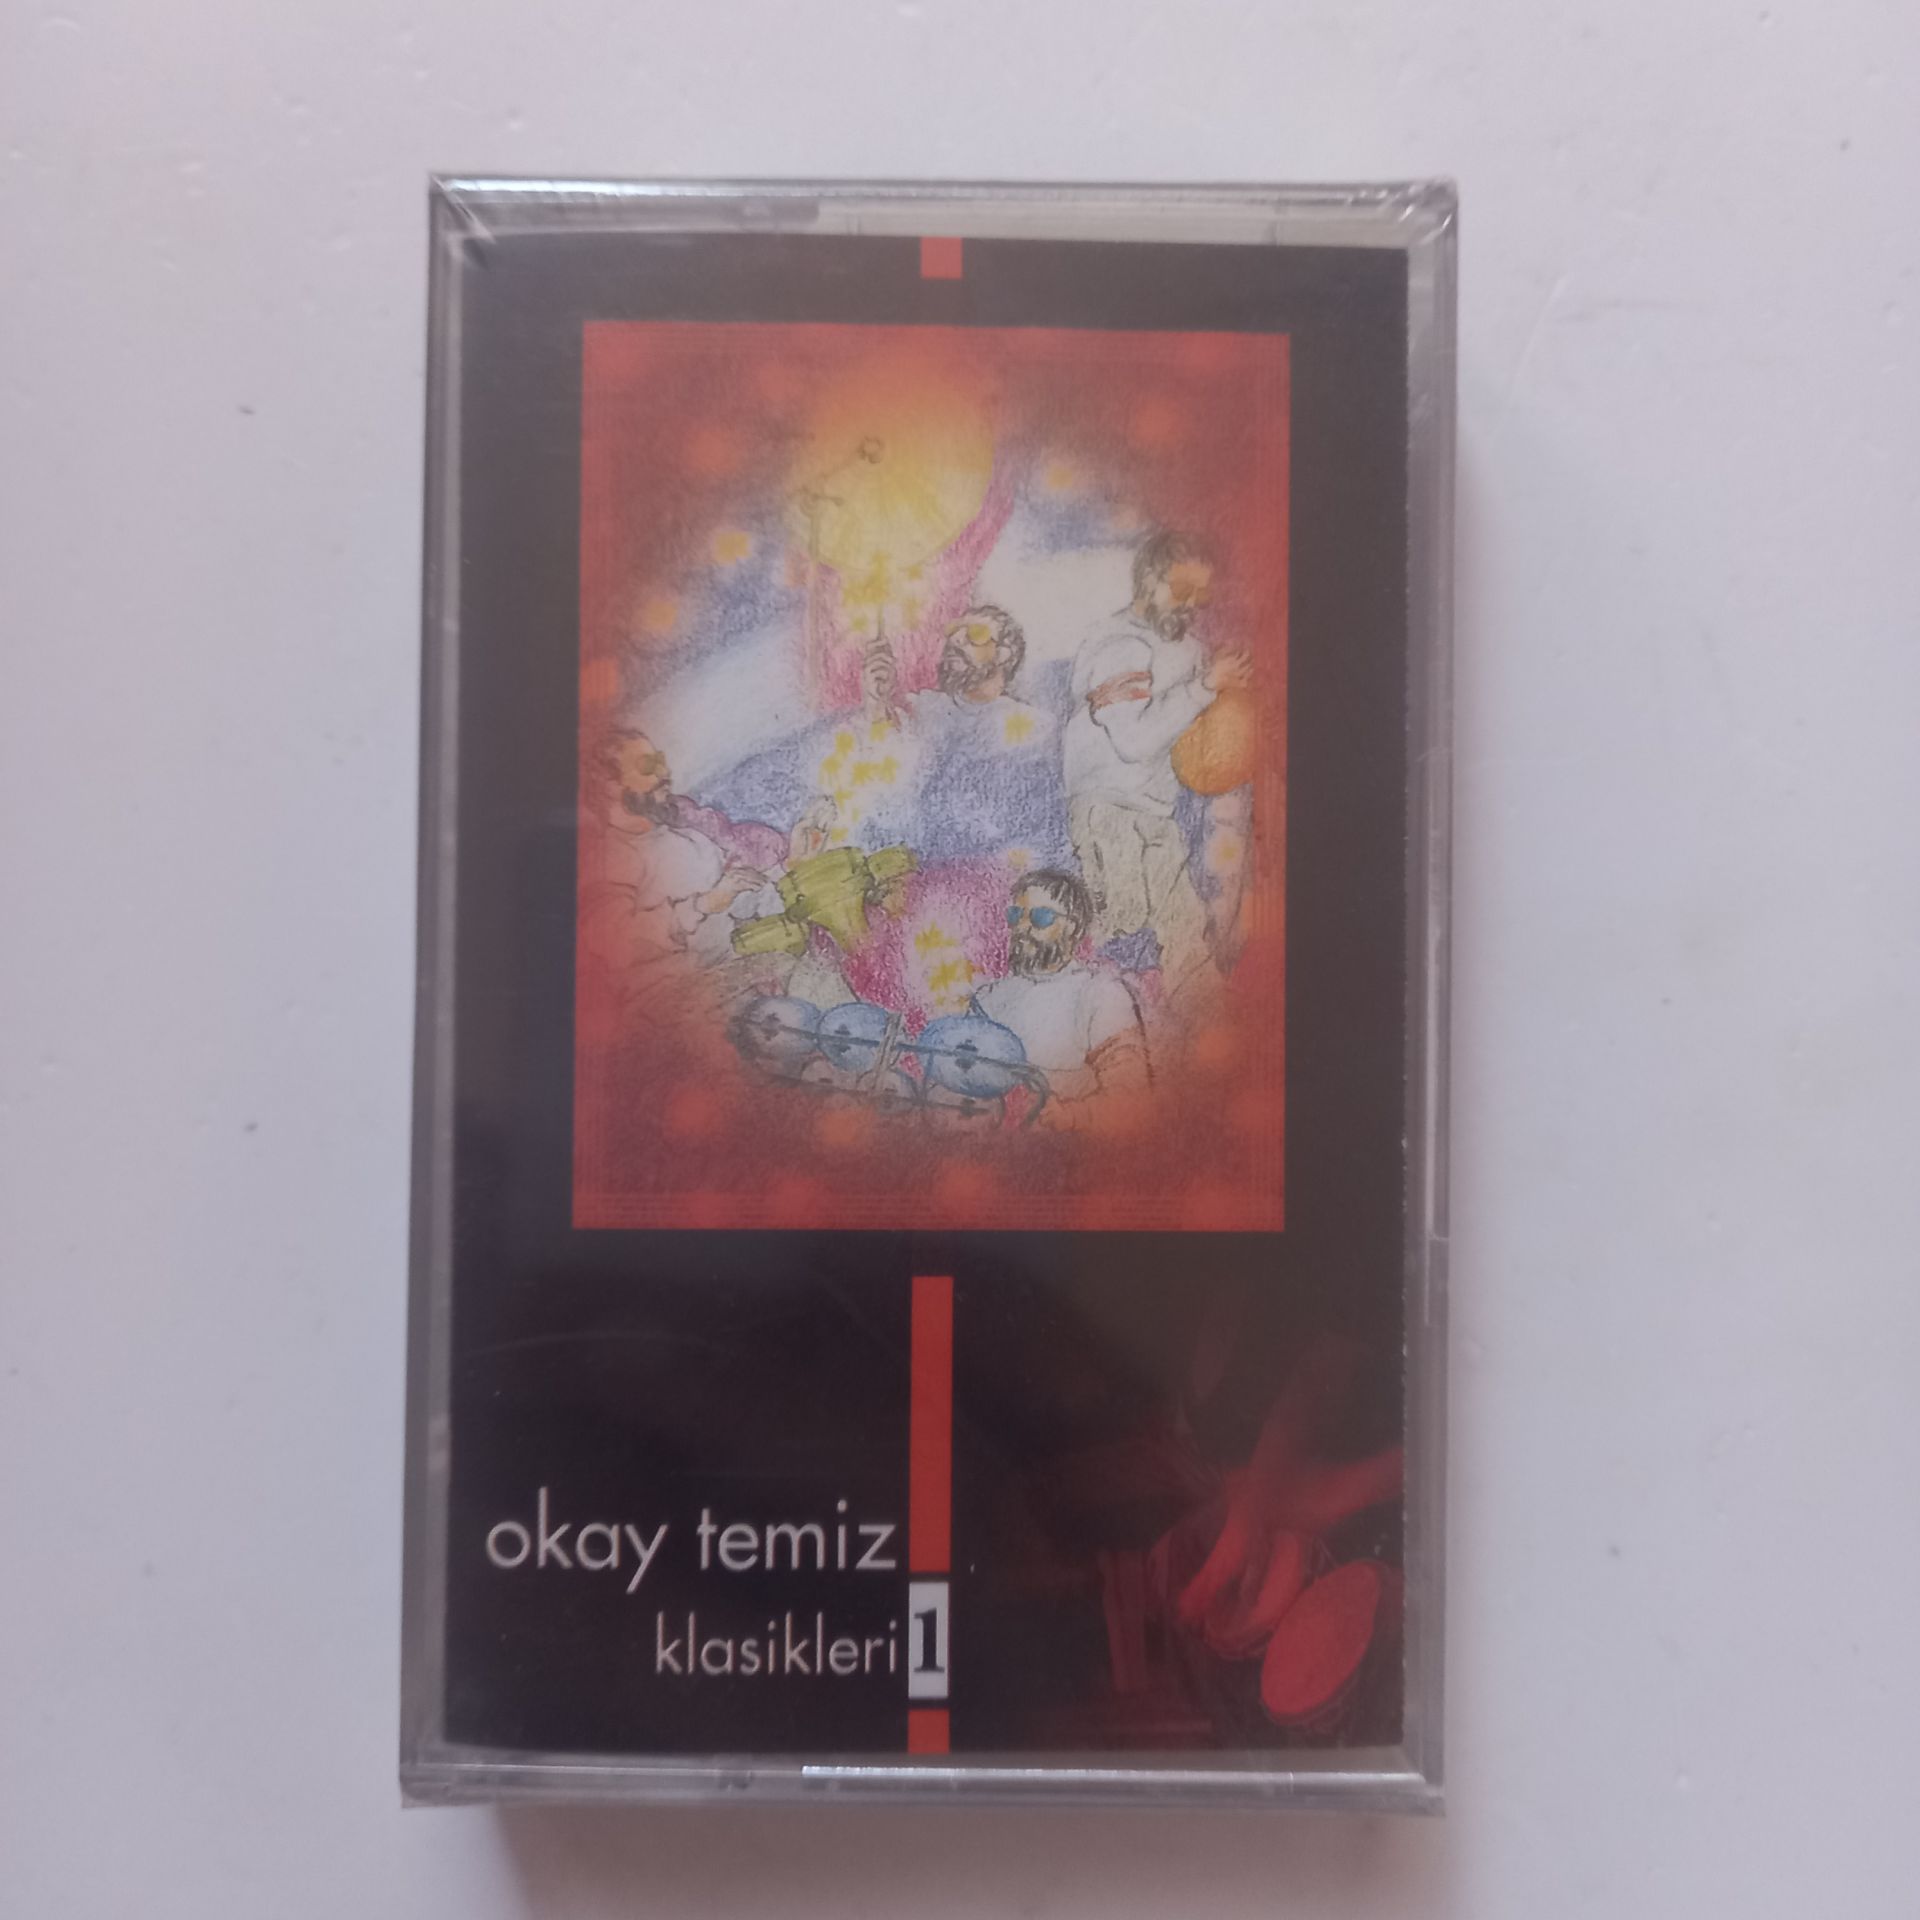 okay temiz
klasikleri 1